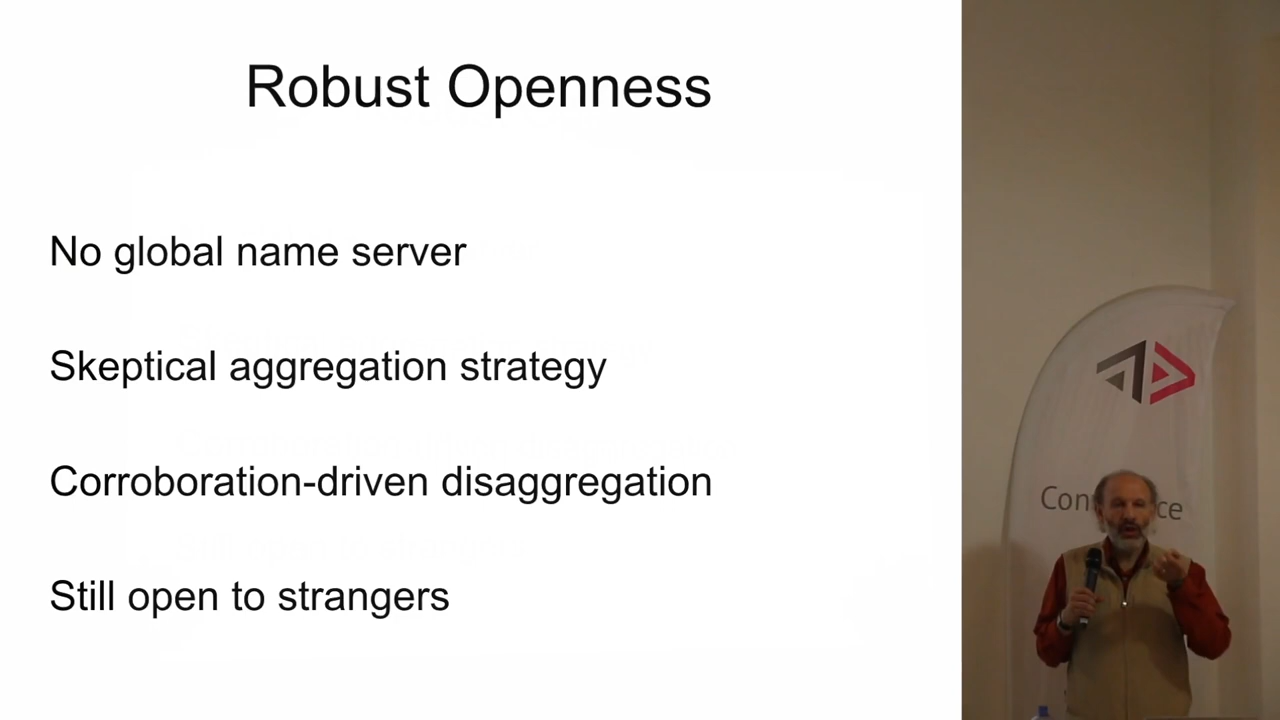 Robust Openness
No global name server
Skeptical aggregation strategy
Corroboration-driven disaggregation
Still open to strangers